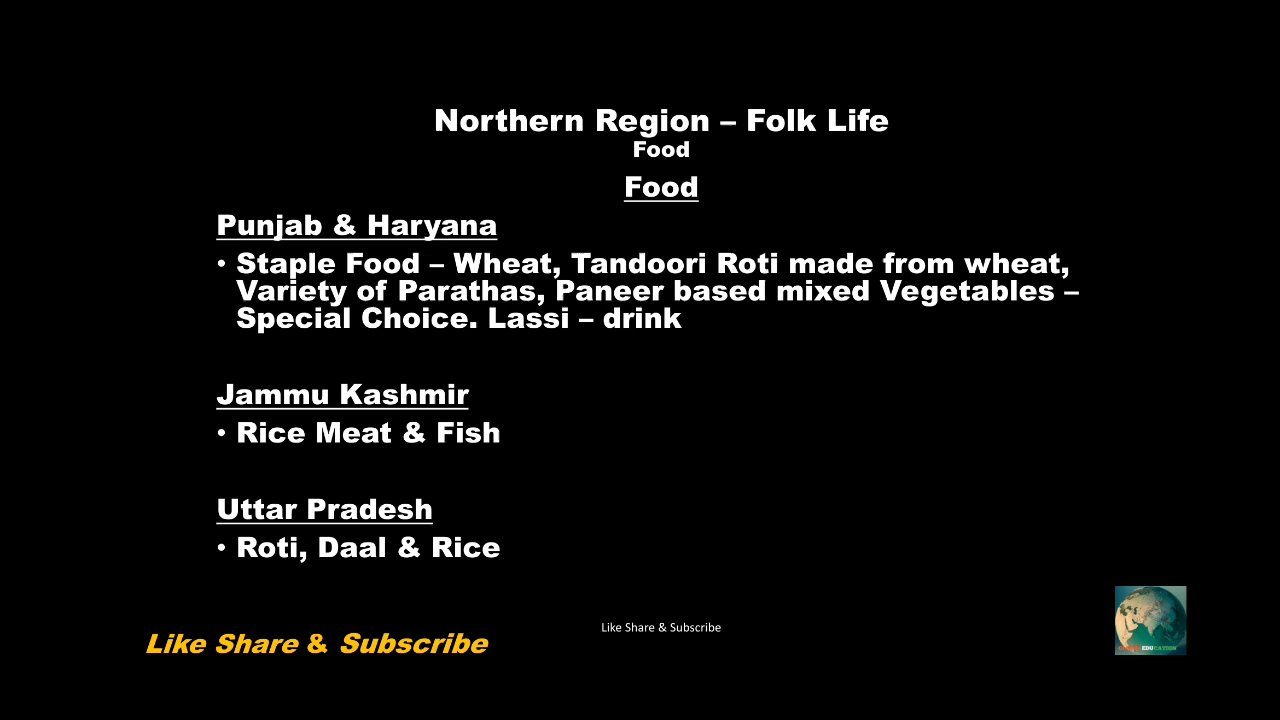 Northern Region – Folk Life
Food
Food
Punjab & Haryana
• Staple Food – Wheat, Tandoori Roti made from wheat,
Variety of Parathas, Paneer based mixed Vegetables –
Special Choice. Lassi – drink
Jammu Kashmir
• Rice Meat & Fish
Uttar Pradesh
• Roti, Daal & Rice
Like Share & Subscribe
Like Share & Subscribe
EDUCATION